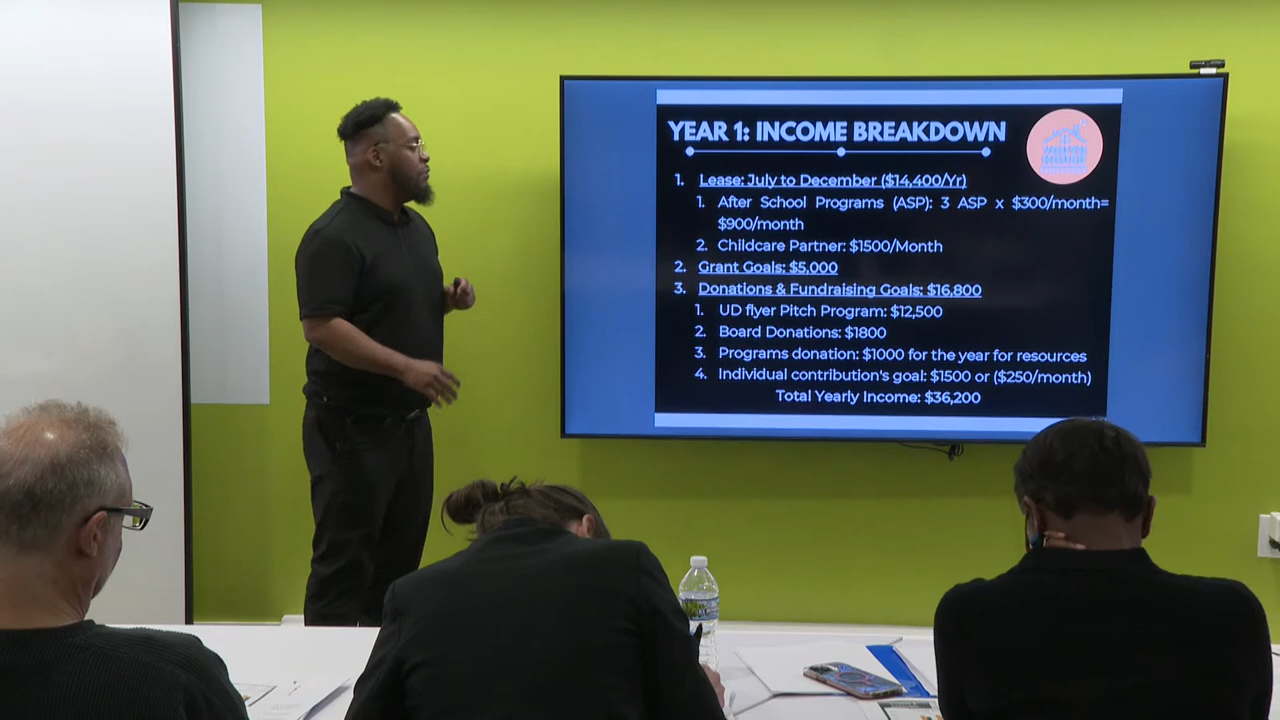 YEAR 1: INCOME BREAKDOWN
1. Lease: July to December ($14,400/Yr)
1. After School Programs (ASP): 3 ASP x $300/month=
$900/month
2. Childcare Partner: $1500/Month
2. Grant Goals: $5,000
3. Donations & Fundraising Goals: $16,800
1. UD flyer Pitch Program: $12,500
2. Board Donations: $1800
3. Programs donation: $1000 for the year for resources
4. Individual contribution's goal: $1500 or ($250/month)
Total Yearly Income: $36,200